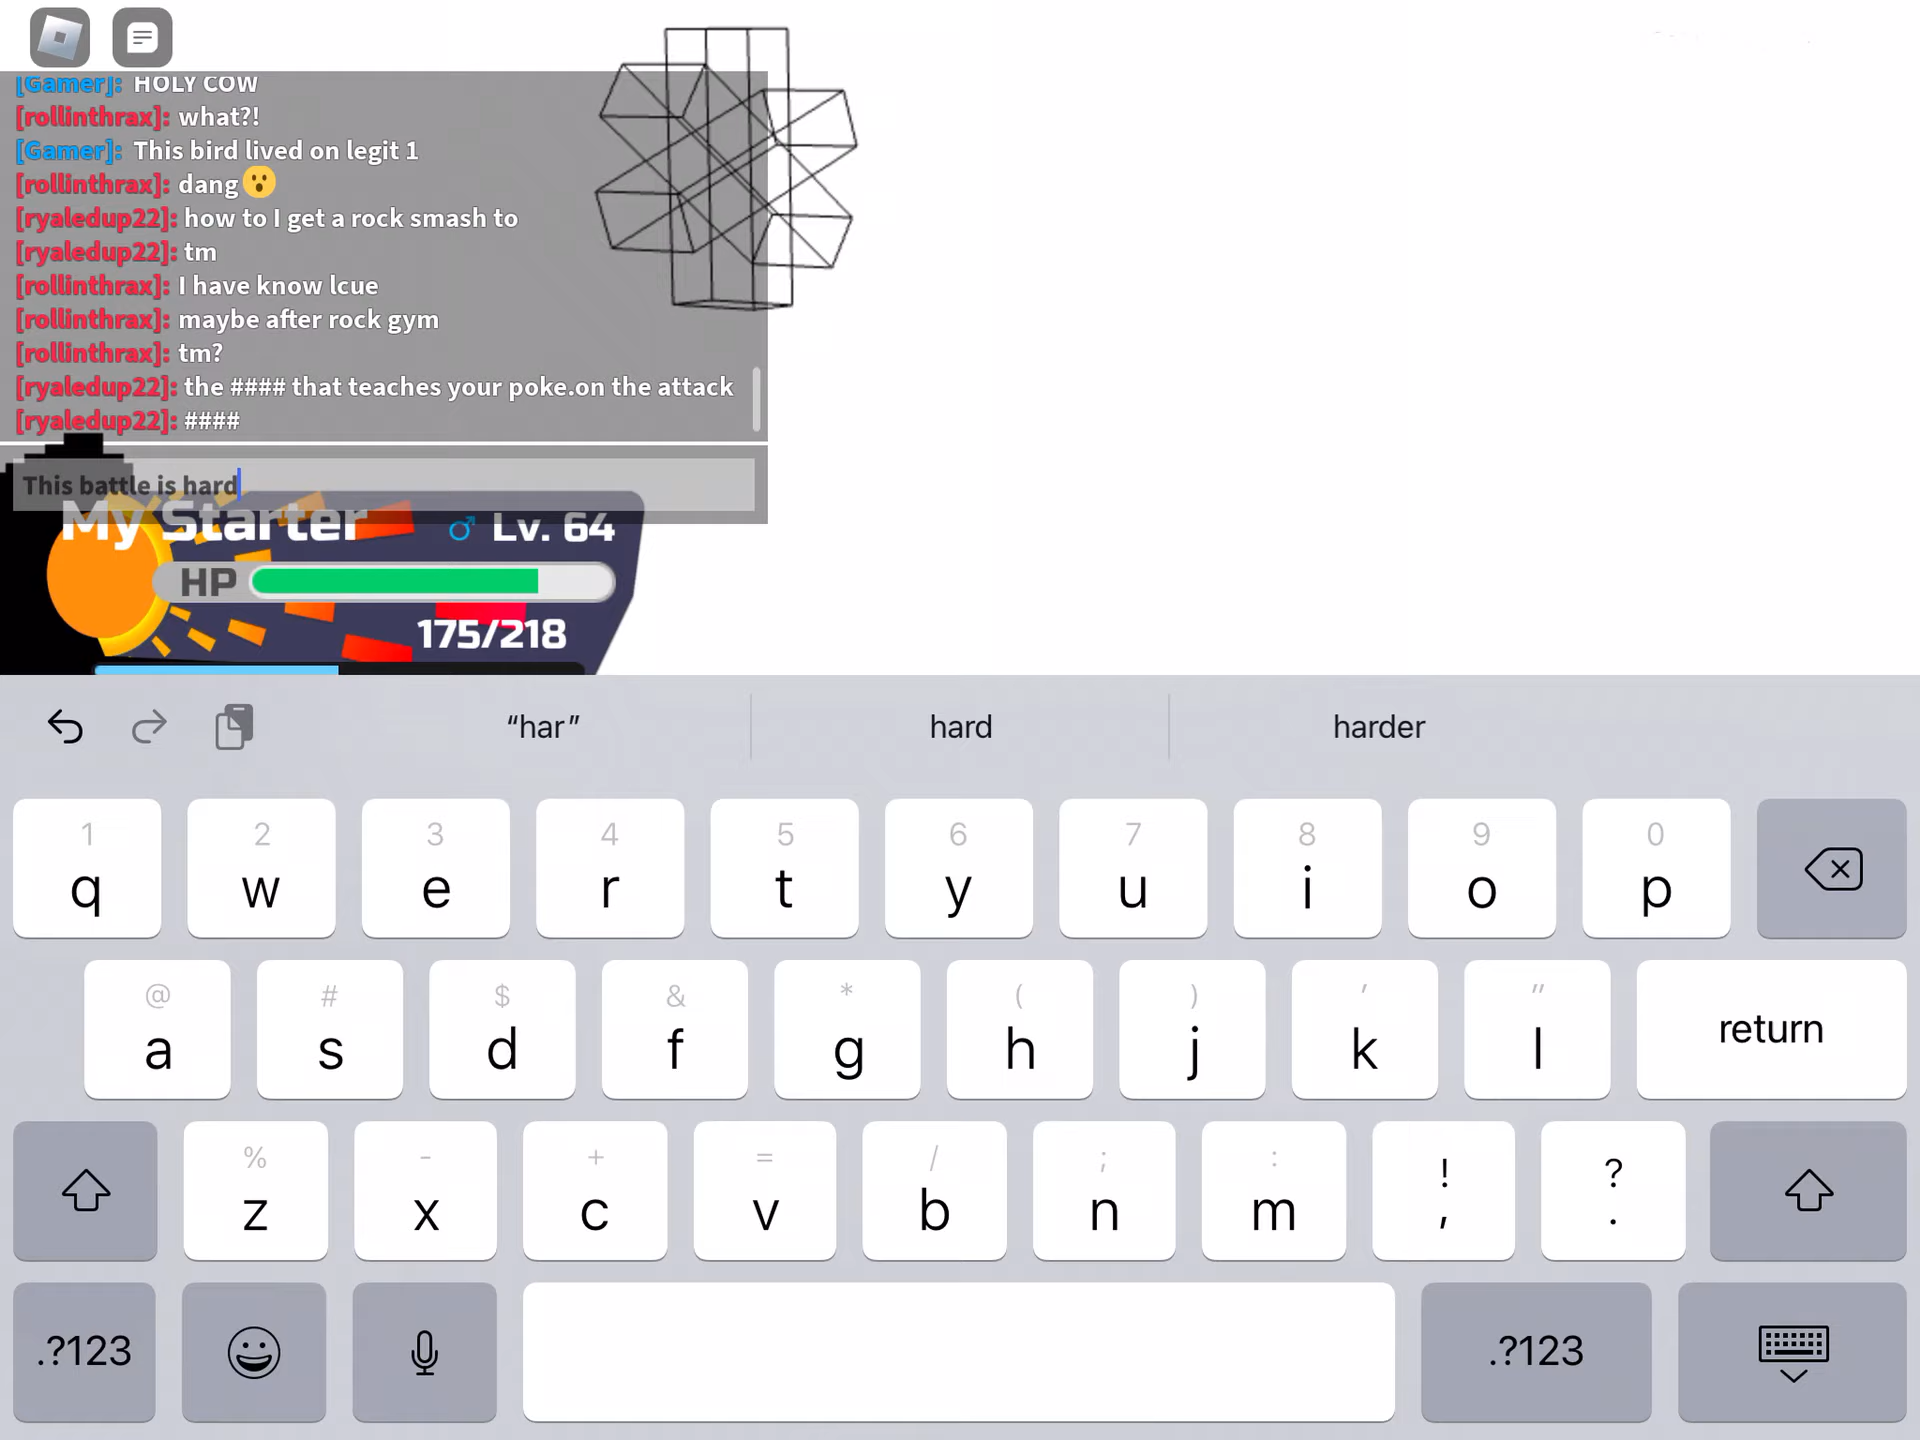 [Gamer]: HOLY COW
[rollinthrax]: what?!
[Gamer]: This bird lived on legit 1
[rollinthrax]: dang😮
[ryaledup22]: how to I get a rock smash to
[ryaledup22]: tm
[rollinthrax]: I have know lcue
[rollinthrax]: maybe after rock gym
[rollinthrax]: tm?
[ryaledup22]: the #### that teaches your poke.on the attack
[ryaledup22]: ####
This battle is hard
My Starter ♂ Lv. 64
HP
175/218
“har” hard harder
1 2 3 4 5 6 7 8 9 0
q w e r t y u i o p
@ # $ & * ( ) ' "
a s d f g h j k l return
% - + = / ; : ! ?
z x c v b n m , .
.?123 .?123